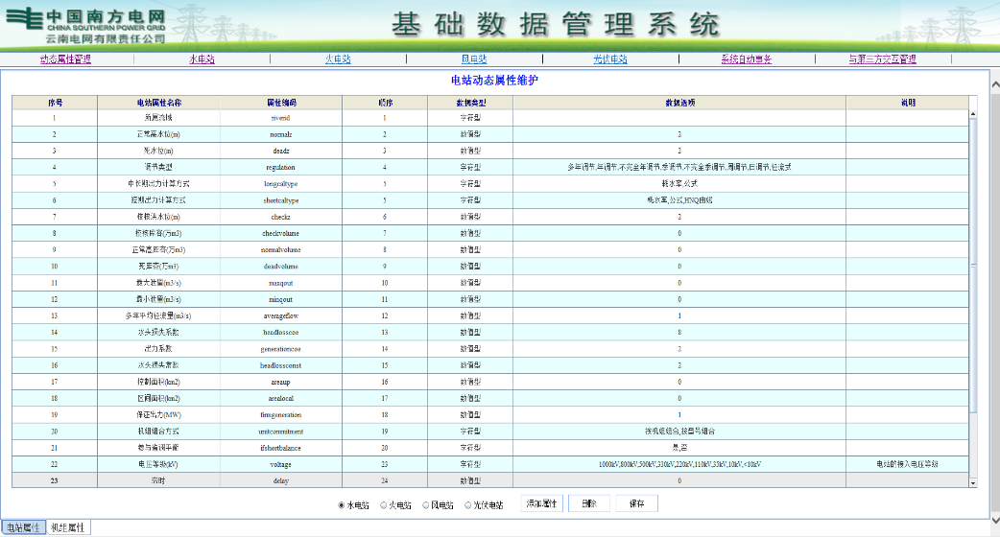 中国南方电网
CHINA SOUTHERN POWER GRID
云南电网有限责任公司
基础数据管理系统
动态属性管理 水电站 火电站 风电站 光伏电站 系统自动事务 与第三方交互管理
电站动态属性维护
序号 电站属性名称 属性编码 顺序 数据类型 数据选项 说明
1 所属流域 riverid 1 字符型
2 正常高水位(m) normalz 2 数值型 2
3 死水位(m) deadz 3 数值型 2
4 调节类型 regulation 4 字符型 多年调节,年调节,不完全年调节,季调节,不完全季调节,周调节,日调节,径流式
5 中长期出力计算方式 longcaltype 5 字符型 耗水率,公式
6 短期出力计算方式 shortcaltype 5 字符型 耗水率,公式,HNQ曲线
7 校核洪水位(m) checkz 6 数值型 2
8 校核库容(万m3) checkvolume 7 数值型 0
9 正常高库容(万m3) normalvolume 8 数值型 0
10 死库容(万m3) deadvolume 9 数值型 0
11 最大泄量(m3/s) maxqout 10 数值型 0
12 最小泄量(m3/s) minqout 11 数值型 0
13 多年平均径流量(m3/s) averageflow 12 数值型 1
14 水头损失系数 headlosscoe 13 数值型 8
15 出力系数 generationcoe 14 数值型 2
16 水头损失常数 headlossconst 15 数值型 2
17 控制面积(km2) areaup 16 数值型 0
18 区间面积(km2) arealocal 17 数值型 0
19 保证出力(MW) firmgeneration 18 数值型 1
20 机组组合方式 unitcommitment 19 字符型 按机组组合,按型号组合
21 参与省调平衡 ifshortbalance 20 字符型 是,否
22 电压等级(kV) voltage 23 字符型 1000kV,800kV,500kV,330kV,220kV,110kV,35kV,10kV,<10kV 电站的接入电压等级
23 滞时 delay 24 数值型 0
水电站 火电站 风电站 光伏电站 添加属性 删除 保存
电站属性 机组属性